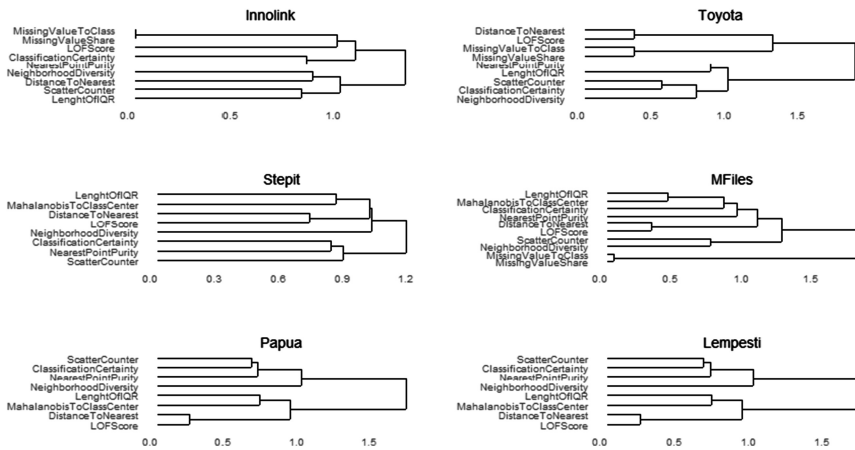 Innolink
MissingValueToClass
MissingValueShare
LOFScore
ClassificationCertainty
NearestPointPurity
NeighborhoodDiversity
DistanceToNearest
ScatterCounter
LenghtOfIQR
0.0 0.5 1.0
Toyota
DistanceToNearest
LOFScore
MissingValueToClass
MissingValueShare
NearestPointPurity
LenghtOfIQR
ScatterCounter
ClassificationCertainty
NeighborhoodDiversity
0.0 0.5 1.0 1.5
Stepit
LenghtOfIQR
MahalanobisToClassCenter
DistanceToNearest
LOFScore
NeighborhoodDiversity
ClassificationCertainty
NearestPointPurity
ScatterCounter
0.0 0.3 0.6 0.9 1.2
MFiles
LenghtOfIQR
MahalanobisToClassCenter
ClassificationCertainty
NearestPointPurity
DistanceToNearest
LOFScore
ScatterCounter
NeighborhoodDiversity
MissingValueToClass
MissingValueShare
0.0 0.5 1.0 1.5
Papua
ScatterCounter
ClassificationCertainty
NearestPointPurity
NeighborhoodDiversity
LenghtOfIQR
MahalanobisToClassCenter
DistanceToNearest
LOFScore
0.0 0.5 1.0 1.5
Lempesti
ScatterCounter
ClassificationCertainty
NearestPointPurity
NeighborhoodDiversity
LenghtOfIQR
MahalanobisToClassCenter
DistanceToNearest
LOFScore
0.0 0.5 1.0 1.5